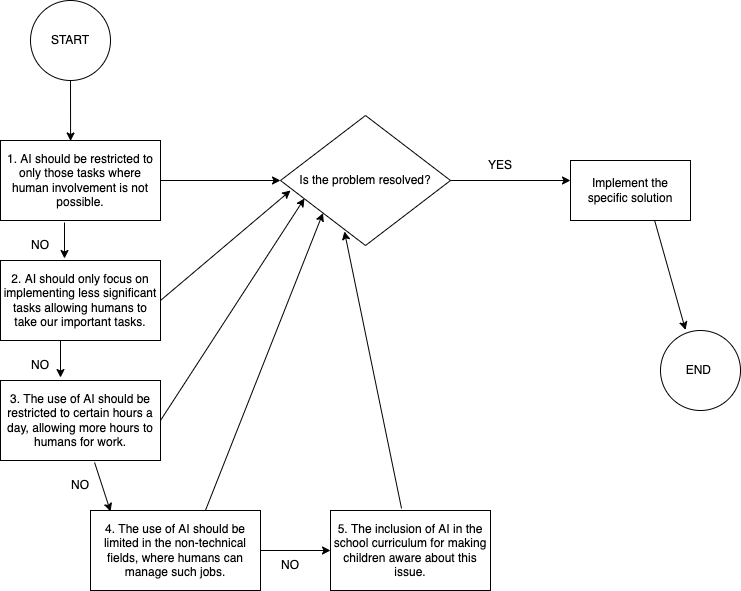 START
1. AI should be restricted to
only those tasks where
human involvement is not
possible.
Is the problem resolved?
YES
Implement the
specific solution
NO
2. AI should only focus on
implementing less significant
tasks allowing humans to
take our important tasks.
NO
3. The use of AI should be
restricted to certain hours a
day, allowing more hours to
humans for work.
END
NO
4. The use of AI should be
limited in the non-technical
fields, where humans can
manage such jobs.
NO
5. The inclusion of AI in the
school curriculum for making
children aware about this
issue.